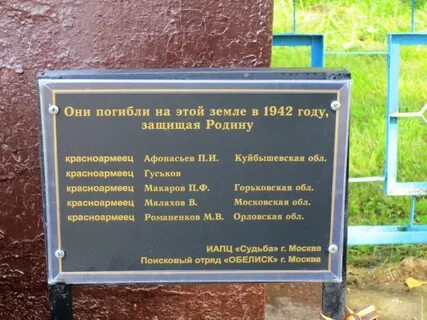 Они погибли на этой земле в 1942 году,
защищая Родину
красноармеец Афонасьев П.И. Куйбышевская обл.
красноармеец Гуськов
красноармеец Макаров П.Ф. Горьковская обл.
красноармеец Малахов В. Московская обл.
красноармеец Романенков М.В. Орловская обл.
ИАПЦ «Судьба» г. Москва
Поисковый отряд «ОБЕЛИСК» г. Москва